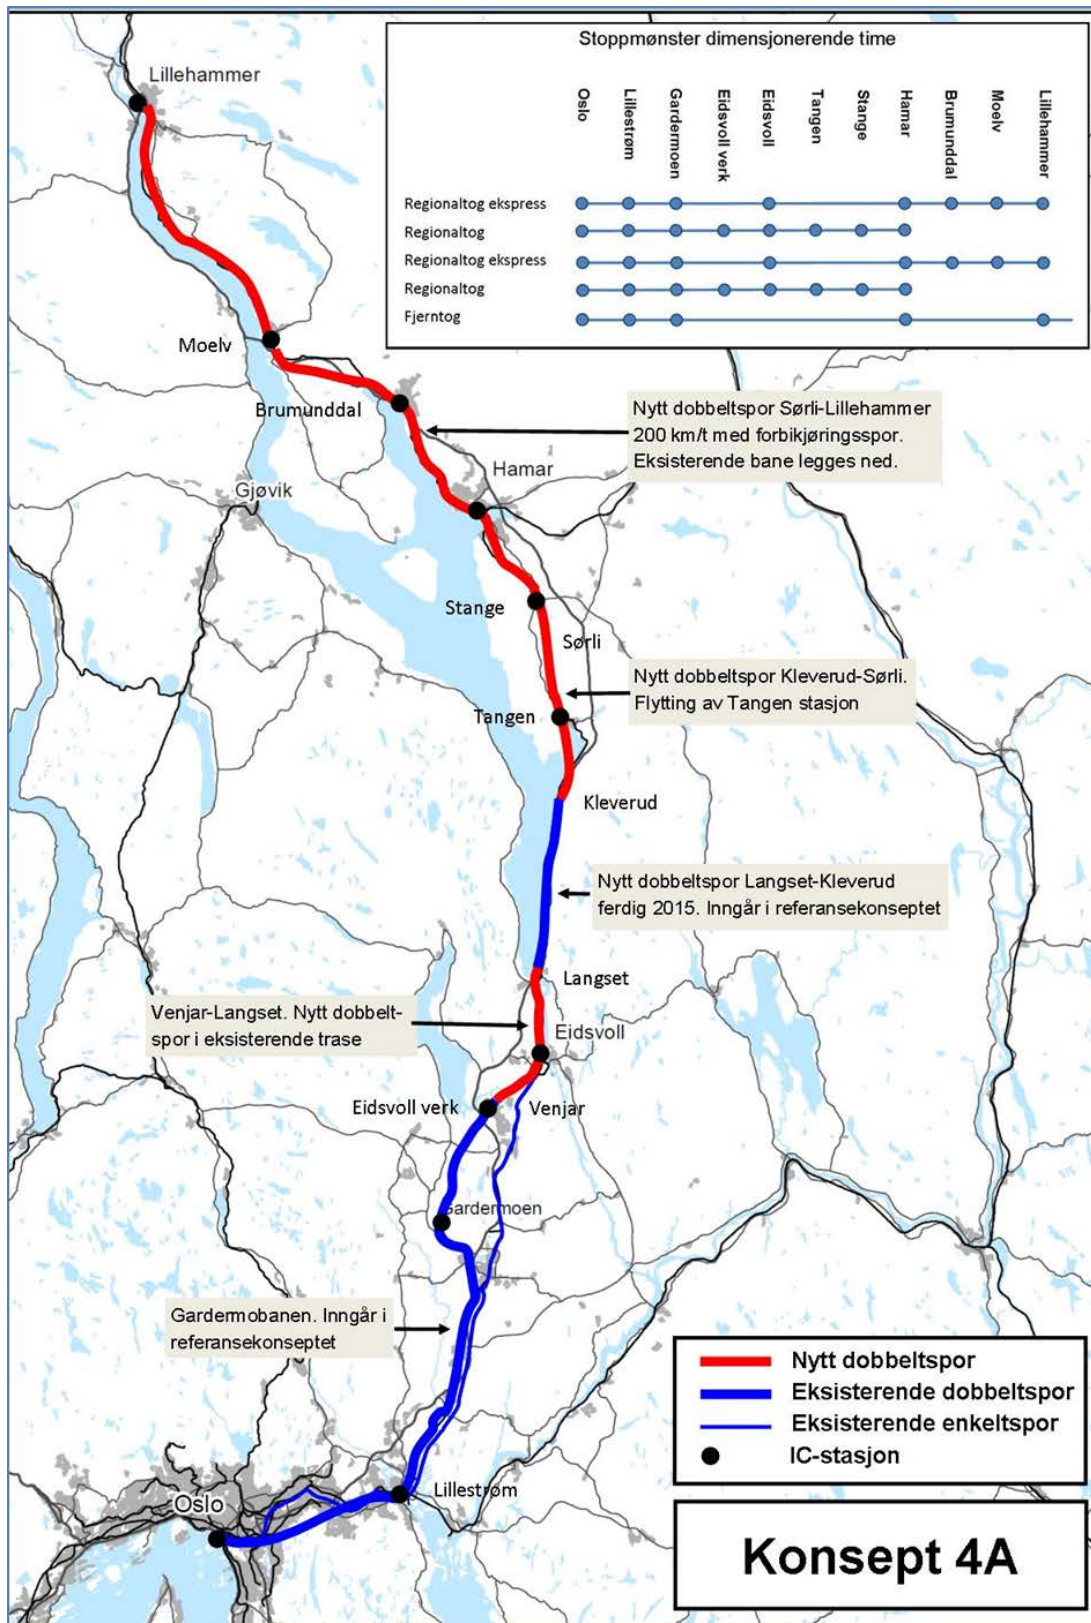 Stoppmønster dimensjonerende time
Oslo
Lillestrøm
Gardermoen
Eidsvoll verk
Eidsvoll
Tangen
Stange
Hamar
Brumunddal
Moelv
Lillehammer
Regionaltog ekspress
Regionaltog
Regionaltog ekspress
Regionaltog
Fjerntog
Lillehammer
Moelv
Brumunddal
Nytt dobbeltspor Sørli-Lillehammer
200 km/t med forbikjøringsspor.
Eksisterende bane legges ned.
Hamar
Gjøvik
Stange
Sørli
Nytt dobbeltspor Kleverud-Sørli.
Flytting av Tangen stasjon
Tangen
Kleverud
Nytt dobbeltspor Langset-Kleverud
ferdig 2015. Inngår i referansekonseptet
Langset
Venjar-Langset. Nytt dobbelt-
spor i eksisterende trase
Eidsvoll
Eidsvoll verk
Venjar
Gardermoen
Gardermobanen. Inngår i
referansekonseptet
Lillestrøm
Oslo
Nytt dobbeltspor
Eksisterende dobbeltspor
Eksisterende enkeltspor
IC-stasjon
Konsept 4A